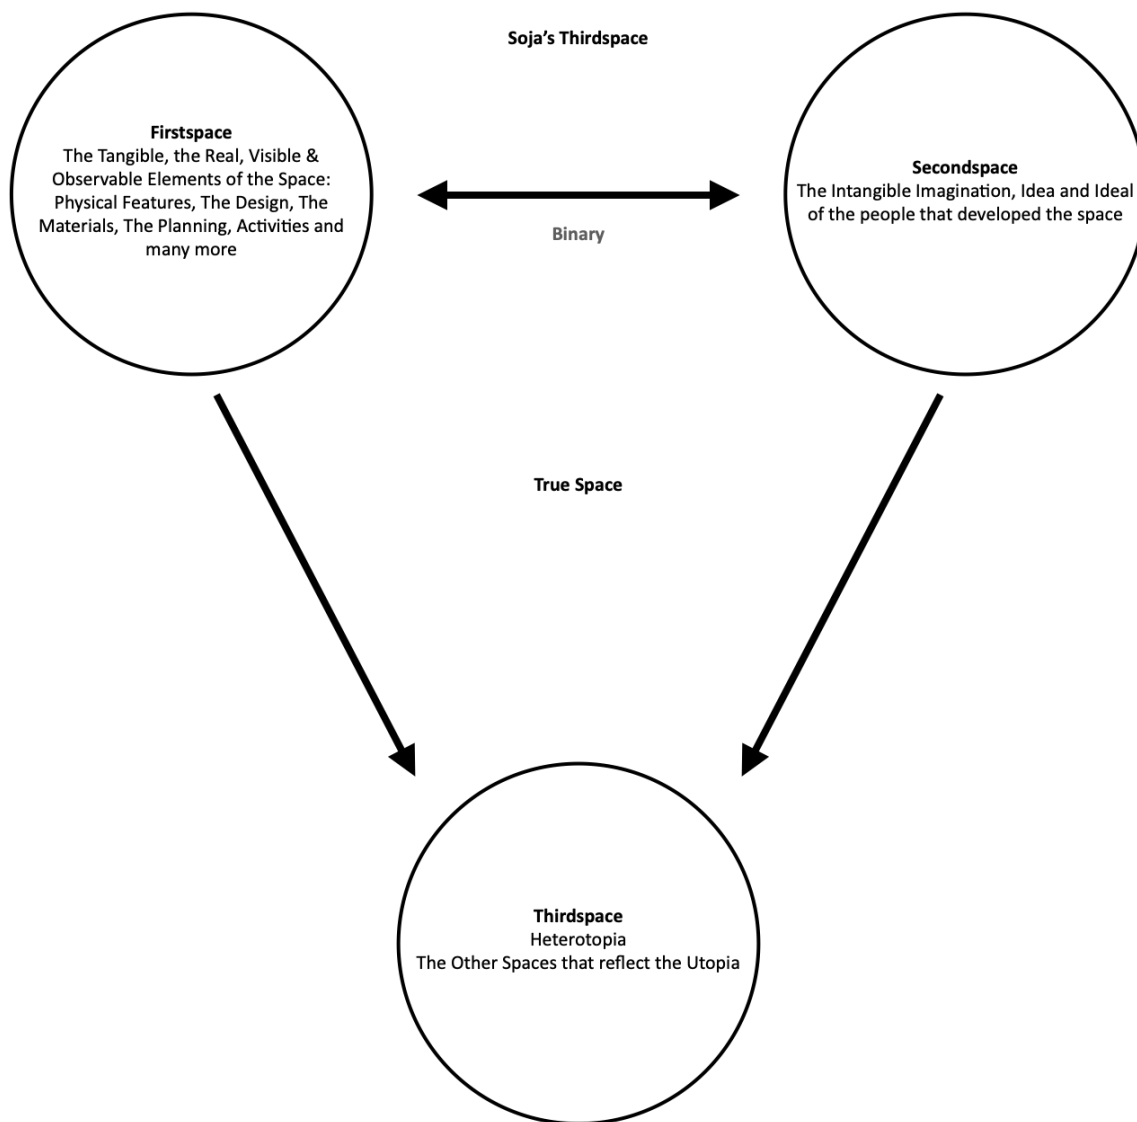 Soja’s Thirdspace
Firstspace
The Tangible, the Real, Visible &
Observable Elements of the Space:
Physical Features, The Design, The
Materials, The Planning, Activities and
many more
Secondspace
The Intangible Imagination, Idea and Ideal
of the people that developed the space
Binary
True Space
Thirdspace
Heterotopia
The Other Spaces that reflect the Utopia